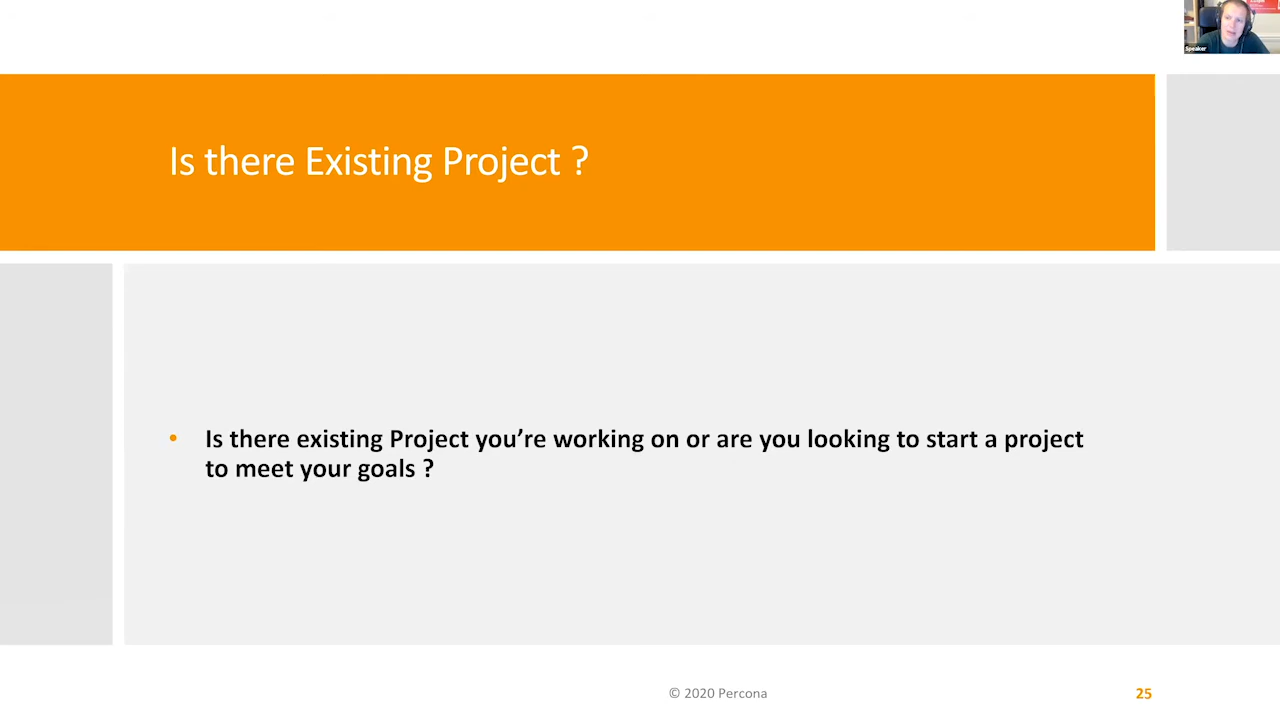 Speaker
Is there Existing Project ?
• Is there existing Project you’re working on or are you looking to start a project
to meet your goals ?
© 2020 Percona
25